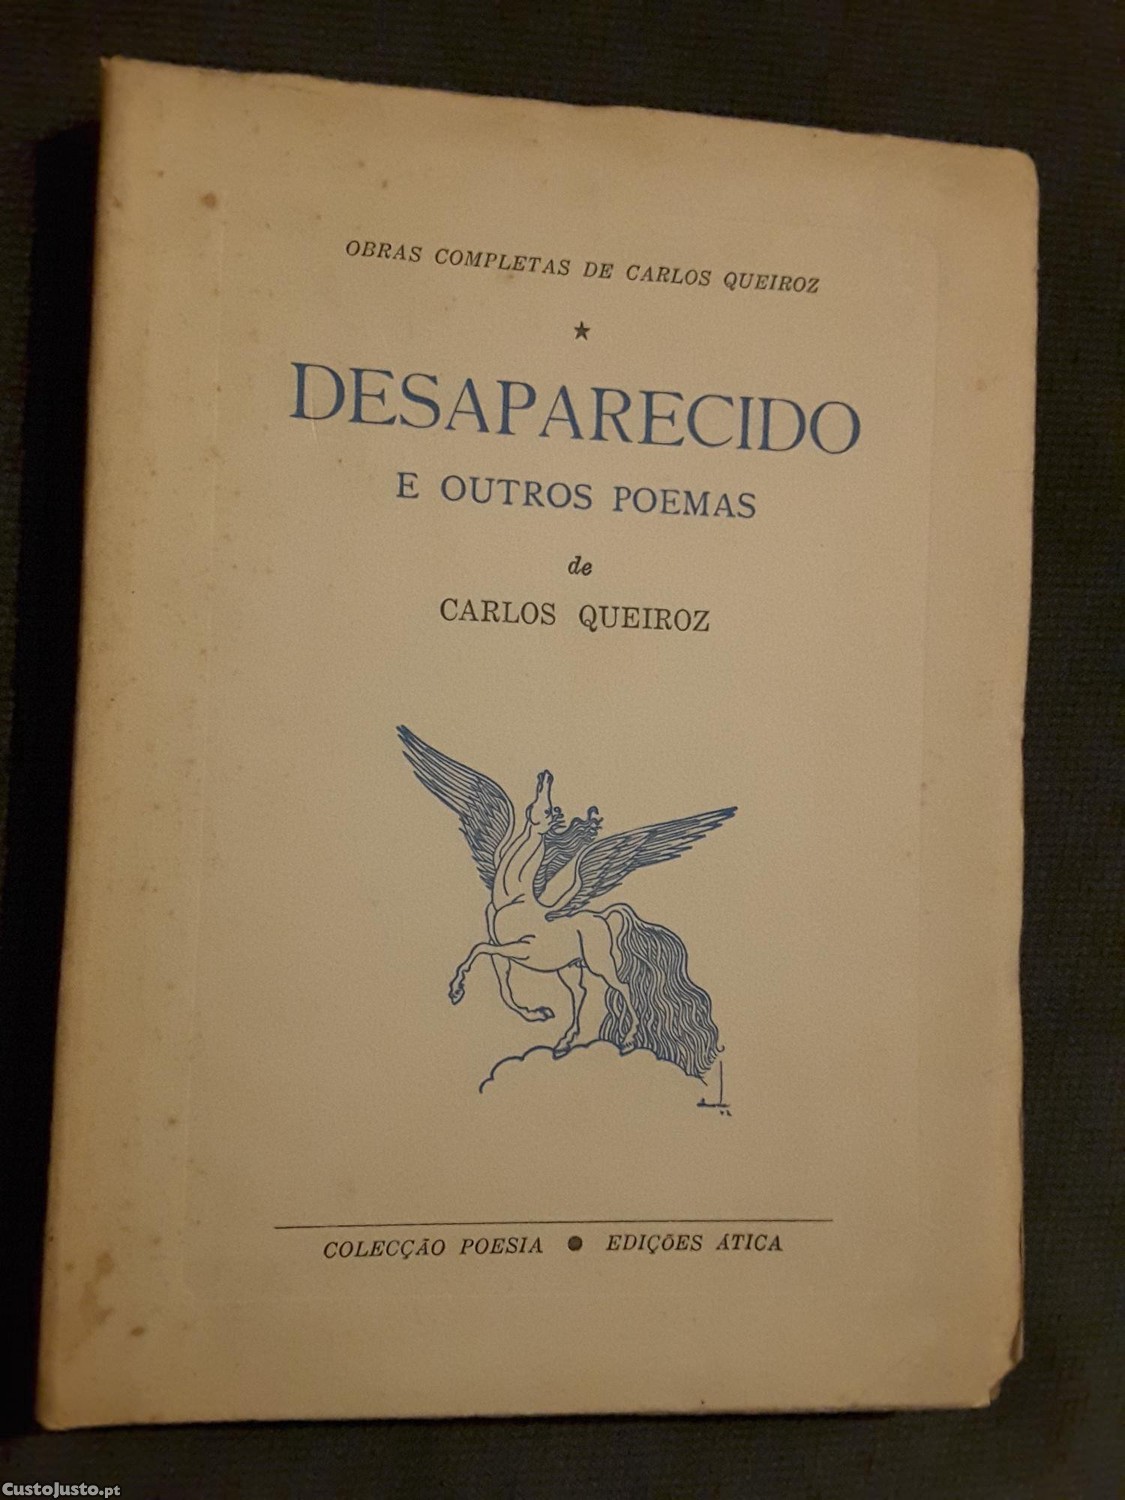 OBRAS COMPLETAS DE CARLOS QUEIROZ
★
DESAPARECIDO
E OUTROS POEMAS
de
CARLOS QUEIROZ
COLECÇÃO POESIA ● EDIÇÕES ÁTICA
CustoJusto.pt